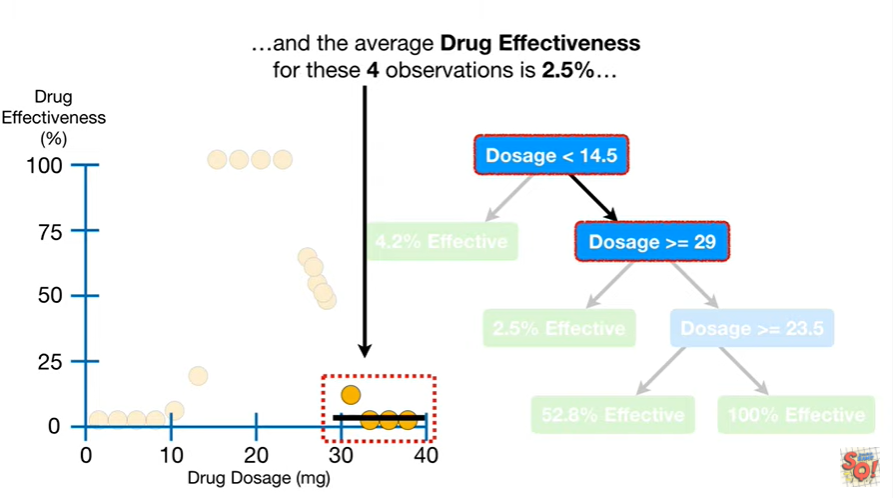 …and the average Drug Effectiveness
for these 4 observations is 2.5%…
Drug
Effectiveness
(%)
100
75
50
25
0
0 10 20 30 40
Drug Dosage (mg)
Dosage < 14.5
4.2% Effective
Dosage >= 29
2.5% Effective
Dosage >= 23.5
52.8% Effective
100% Effective
SQ!